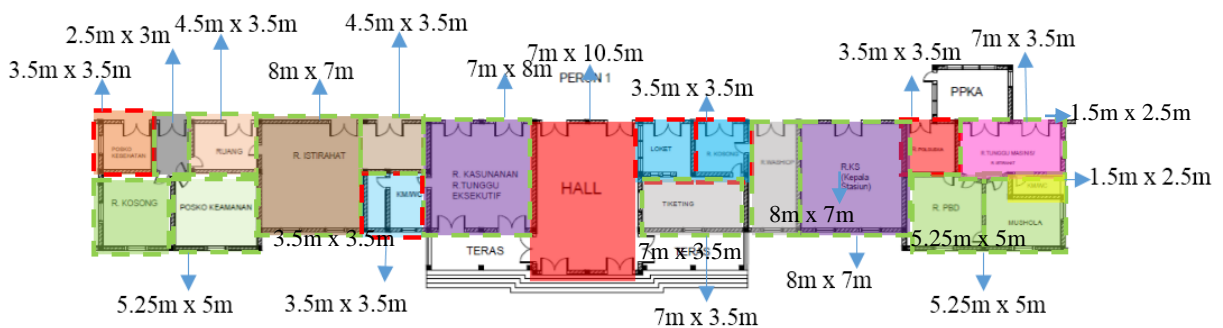 4.5m x 3.5m
4.5m x 3.5m
2.5m x 3m
7m x 10.5m
3.5m x 3.5m
7m x 3.5m
3.5m x 3.5m
8m x 7m
7m x 8m
PERON 1
3.5m x 3.5m
PPKA
1.5m x 2.5m
POSKO
KESEHATAN
RUANG
R. ISTIRAHAT
LOKET
R. KOSONG
R. TUNGGU MASINIS/
R. KASUNANAN
R. TUNGGU
EKSEKUTIF
HALL
R.KS
(Kepala
Stasiun)
1.5m x 2.5m
R. KOSONG
POSKO KEAMANAN
KM/WC
TIKETING
R. PBD
MUSHOLA
8m x 7m
3.5m x 3.5m
TERAS
7m x 3.5m
TERAS
5.25m x 5m
8m x 7m
5.25m x 5m
3.5m x 3.5m
7m x 3.5m
5.25m x 5m